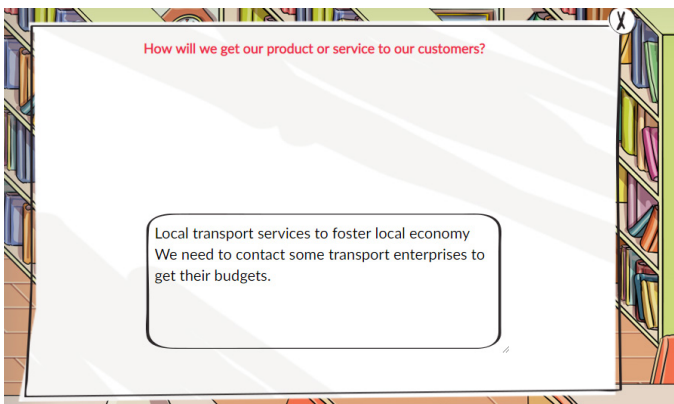 How will we get our product or service to our customers?
Local transport services to foster local economy
We need to contact some transport enterprises to
get their budgets.